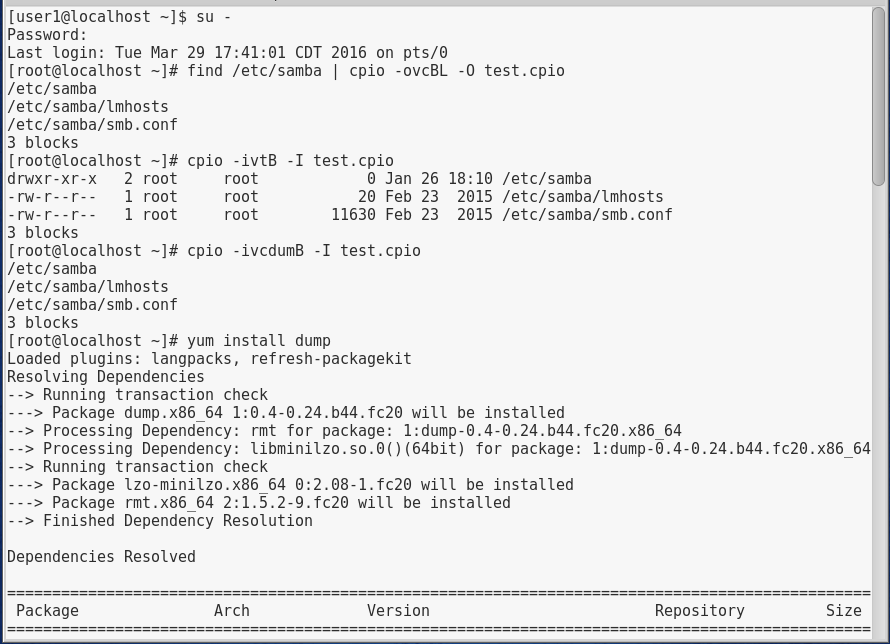 [user1@localhost ~]$ su -
Password:
Last login: Tue Mar 29 17:41:01 CDT 2016 on pts/0
[root@localhost ~]# find /etc/samba | cpio -ovcBL -O test.cpio
/etc/samba
/etc/samba/lmhosts
/etc/samba/smb.conf
3 blocks
[root@localhost ~]# cpio -ivtB -I test.cpio
drwxr-xr-x   2 root     root            0 Jan 26 18:10 /etc/samba
-rw-r--r--   1 root     root           20 Feb 23  2015 /etc/samba/lmhosts
-rw-r--r--   1 root     root        11630 Feb 23  2015 /etc/samba/smb.conf
3 blocks
[root@localhost ~]# cpio -ivcdumB -I test.cpio
/etc/samba
/etc/samba/lmhosts
/etc/samba/smb.conf
3 blocks
[root@localhost ~]# yum install dump
Loaded plugins: langpacks, refresh-packagekit
Resolving Dependencies
--> Running transaction check
---> Package dump.x86_64 1:0.4-0.24.b44.fc20 will be installed
--> Processing Dependency: rmt for package: 1:dump-0.4-0.24.b44.fc20.x86_64
--> Processing Dependency: libminilzo.so.0()(64bit) for package: 1:dump-0.4-0.24.b44.fc20.x86_64
--> Running transaction check
---> Package lzo-minilzo.x86_64 0:2.08-1.fc20 will be installed
---> Package rmt.x86_64 2:1.5.2-9.fc20 will be installed
--> Finished Dependency Resolution

Dependencies Resolved

================================================================================================
 Package               Arch             Version                         Repository         Size
================================================================================================